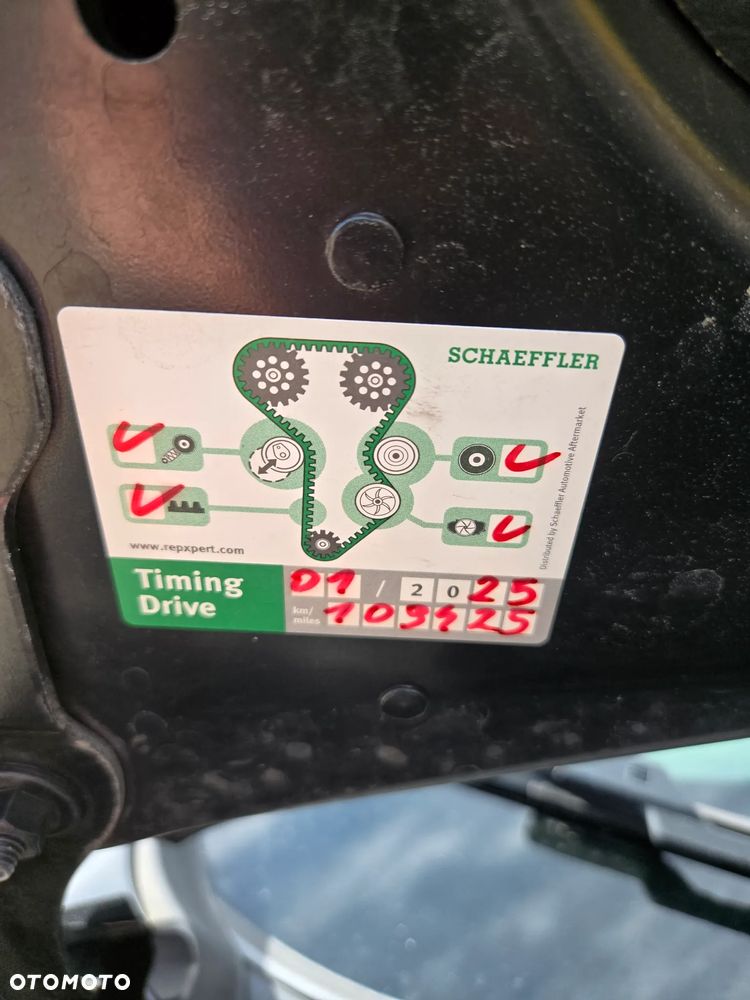 SCHAEFFLER
Distributed by Schaeffler Automotive Aftermarket
www.repxpert.com
Timing
Drive
01 / 2025
km/
miles
109425
OTOMOTO